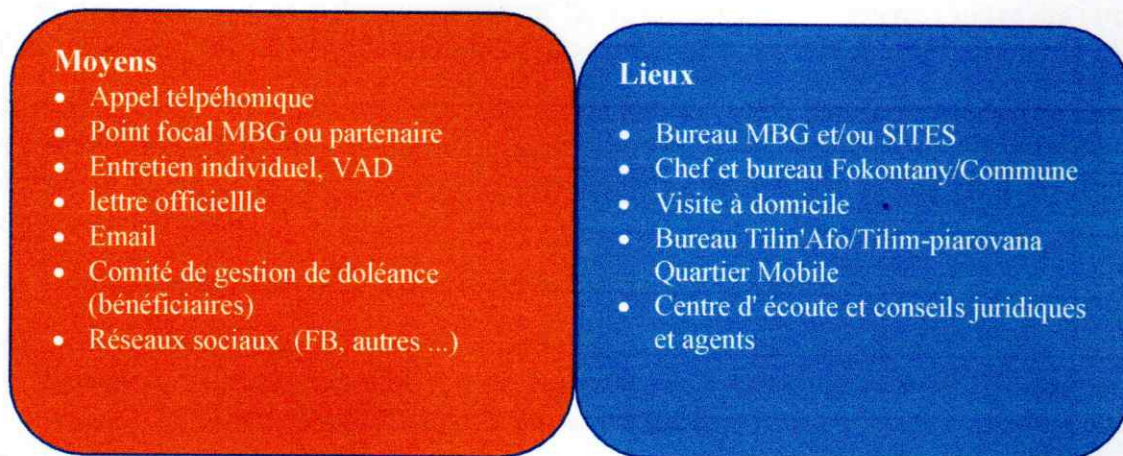 Moyens
• Appel télpéhonique
• Point focal MBG ou partenaire
• Entretien individuel, VAD
• lettre officiellle
• Email
• Comité de gestion de doléance
(bénéficiaires)
• Réseaux sociaux (FB, autres ...)
Lieux
• Bureau MBG et/ou SITES
• Chef et bureau Fokontany/Commune
• Visite à domicile
• Bureau Tilin'Afo/Tilim-piarovana
Quartier Mobile
• Centre d' écoute et conseils juridiques
et agents